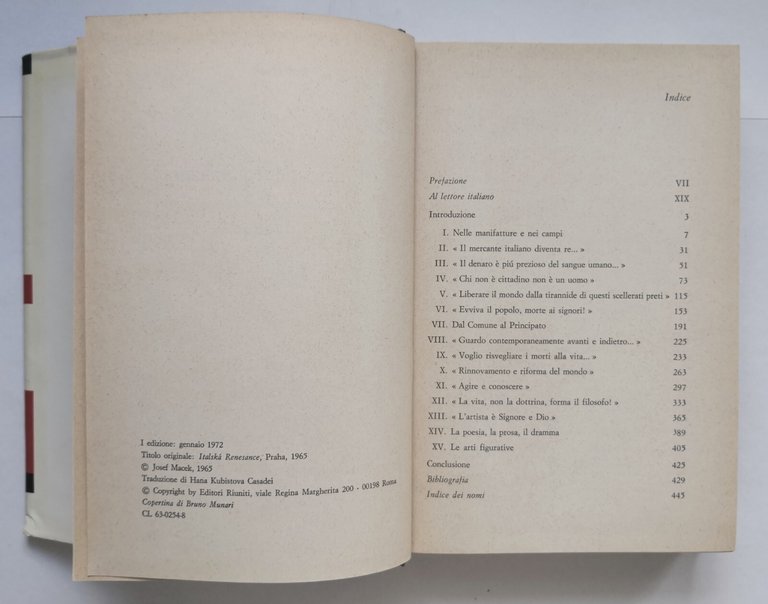 I edizione: gennaio 1972
Titolo originale: Italská Renesance, Praha, 1965
© Josef Macek, 1965
Traduzione di Hana Kubistova Casadei
© Copyright by Editori Riuniti, viale Regina Margherita 200 - 00198 Roma
Copertina di Bruno Munari
CL 63-0254-8
Indice
Prefazione VII
Al lettore italiano XIX
Introduzione 3
I. Nelle manifatture e nei campi 7
II. « Il mercante italiano diventa re... » 31
III. « Il denaro è piú prezioso del sangue umano... » 51
IV. « Chi non è cittadino non è un uomo » 73
V. « Liberare il mondo dalla tirannide di questi scellerati preti » 115
VI. « Evviva il popolo, morte ai signori! » 153
VII. Dal Comune al Principato 191
VIII. « Guardo contemporaneamente avanti e indietro... » 225
IX. « Voglio risvegliare i morti alla vita... » 233
X. « Rinnovamento e riforma del mondo » 263
XI. « Agire e conoscere » 297
XII. « La vita, non la dottrina, forma il filosofo! » 333
XIII. « L'artista è Signore e Dio » 365
XIV. La poesia, la prosa, il dramma 389
XV. Le arti figurative 405
Conclusione 425
Bibliografia 429
Indice dei nomi 445